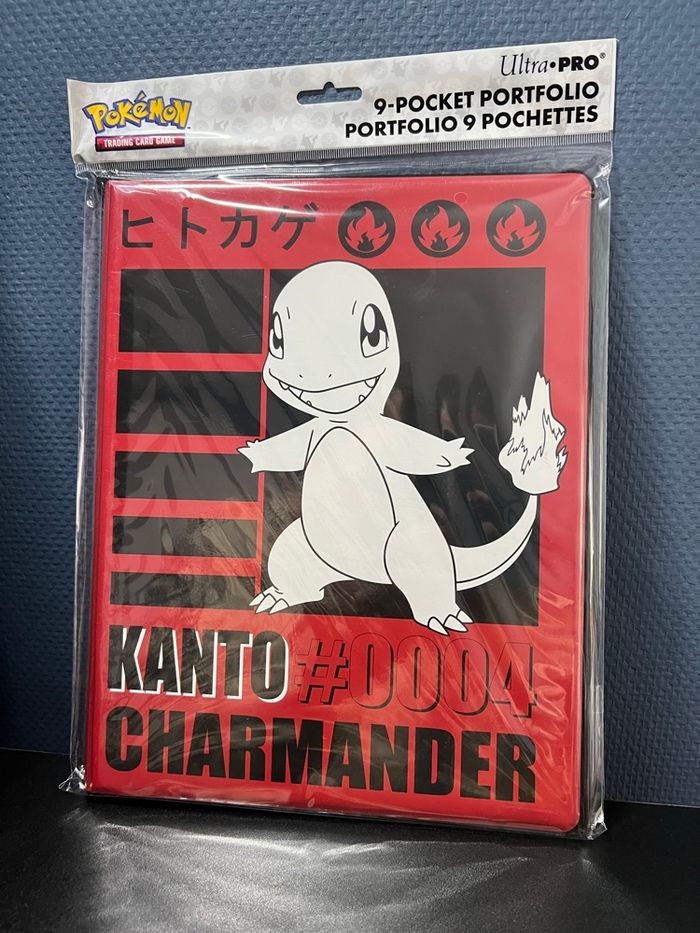 Ultra•PRO®
Pokémon
TRADING CARD GAME
9-POCKET PORTFOLIO
PORTFOLIO 9 POCHETTES
ヒトカゲ
KANTO #0004
CHARMANDER